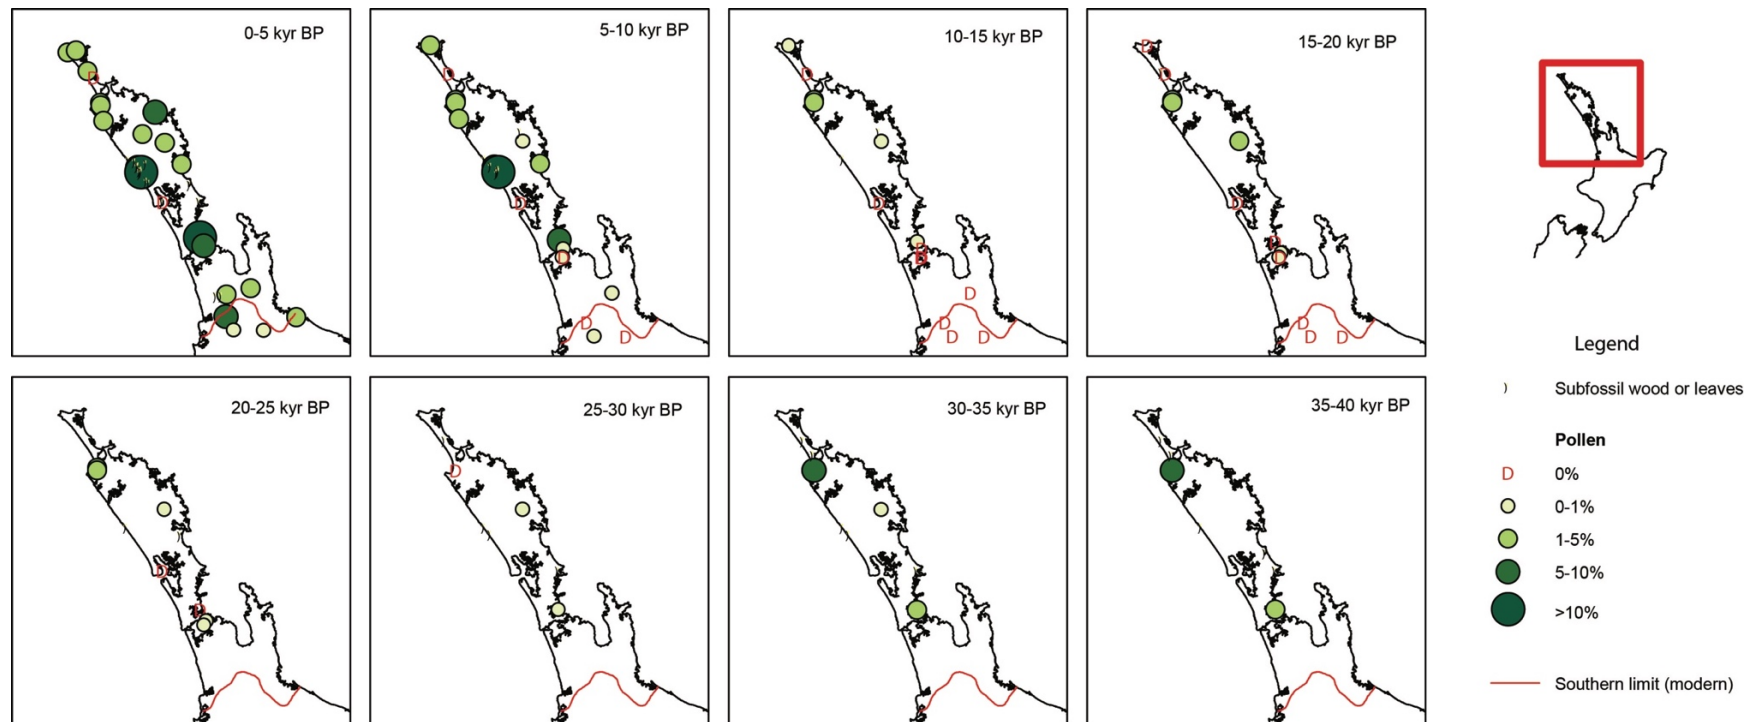 0-5 kyr BP
5-10 kyr BP
10-15 kyr BP
15-20 kyr BP
20-25 kyr BP
25-30 kyr BP
30-35 kyr BP
35-40 kyr BP
Legend
Subfossil wood or leaves
Pollen
0%
0-1%
1-5%
5-10%
>10%
Southern limit (modern)